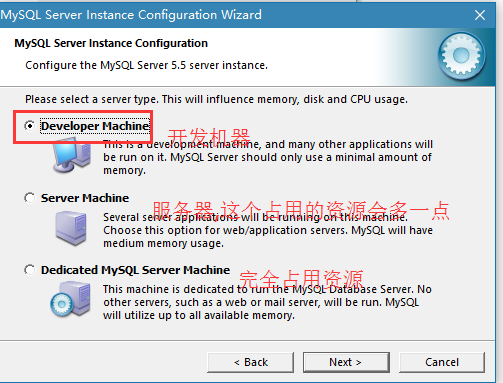 MySQL Server Instance Configuration Wizard
MySQL Server Instance Configuration
Configure the MySQL Server 5.5 server instance.
Please select a server type. This will influence memory, disk and CPU usage.
Developer Machine
开发机器
This is a development machine, and many other applications will
be run on it. MySQL Server should only use a minimal amount of
memory.
Server Machine
服务器 这个占用的资源会多一点
Several server applications will be running on this machine.
Choose this option for web/application servers. MySQL will have
medium memory usage.
Dedicated MySQL Server Machine
完全占用资源
This machine is dedicated to run the MySQL Database Server. No
other servers, such as a web or mail server, will be run. MySQL
will utilize up to all available memory.
< Back
Next >
Cancel